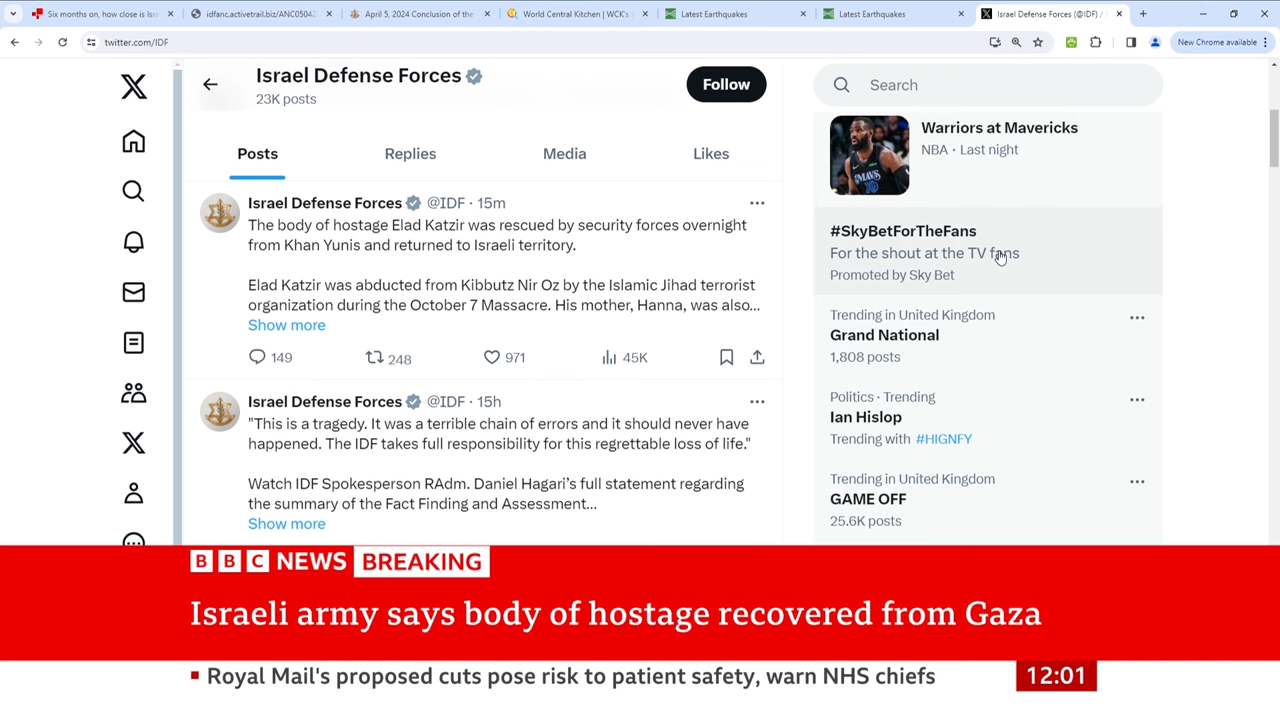 Six months on, how close is Isr
idfanc.activetrail.biz/ANC05042
April 5, 2024 Conclusion of the
World Central Kitchen | WCK's
Latest Earthquakes
Latest Earthquakes
Israel Defense Forces (@IDF) /
twitter.com/IDF
New Chrome available
Israel Defense Forces
23K posts
Follow
Posts Replies Media Likes
Israel Defense Forces @IDF · 15m
The body of hostage Elad Katzir was rescued by security forces overnight
from Khan Yunis and returned to Israeli territory.
Elad Katzir was abducted from Kibbutz Nir Oz by the Islamic Jihad terrorist
organization during the October 7 Massacre. His mother, Hanna, was also...
Show more
149 248 971 45K
Israel Defense Forces @IDF · 15h
"This is a tragedy. It was a terrible chain of errors and it should never have
happened. The IDF takes full responsibility for this regrettable loss of life."
Watch IDF Spokesperson RAdm. Daniel Hagari's full statement regarding
the summary of the Fact Finding and Assessment...
Show more
Search
Warriors at Mavericks
NBA · Last night
MAVS
#SkyBetForTheFans
For the shout at the TV fans
Promoted by Sky Bet
Trending in United Kingdom
Grand National
1,808 posts
Politics · Trending
Ian Hislop
Trending with #HIGNFY
Trending in United Kingdom
GAME OFF
25.6K posts
BBC NEWS BREAKING
Israeli army says body of hostage recovered from Gaza
Royal Mail's proposed cuts pose risk to patient safety, warn NHS chiefs
12:01